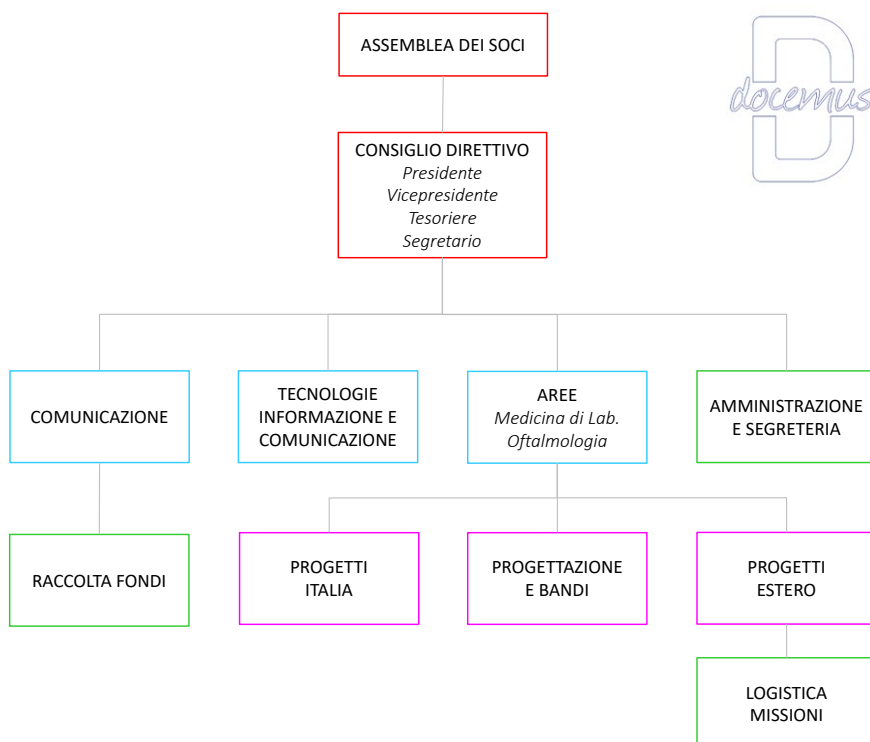 ASSEMBLEA DEI SOCI
docemus
CONSIGLIO DIRETTIVO
Presidente
Vicepresidente
Tesoriere
Segretario
COMUNICAZIONE
TECNOLOGIE
INFORMAZIONE E
COMUNICAZIONE
AREE
Medicina di Lab.
Oftalmologia
AMMINISTRAZIONE
E SEGRETERIA
RACCOLTA FONDI
PROGETTI
ITALIA
PROGETTAZIONE
E BANDI
PROGETTI
ESTERO
LOGISTICA
MISSIONI